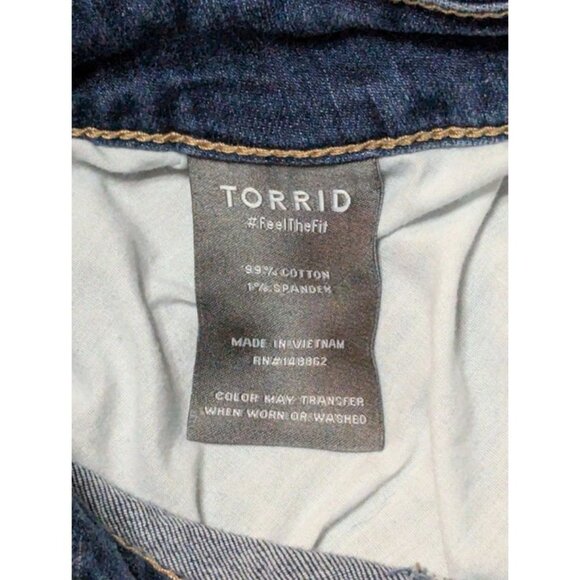 TORRID
#FeelTheFit
99% COTTON
1% SPANDEX
MADE IN VIETNAM
RN#148862
COLOR MAY TRANSFER
WHEN WORN OR WASHED